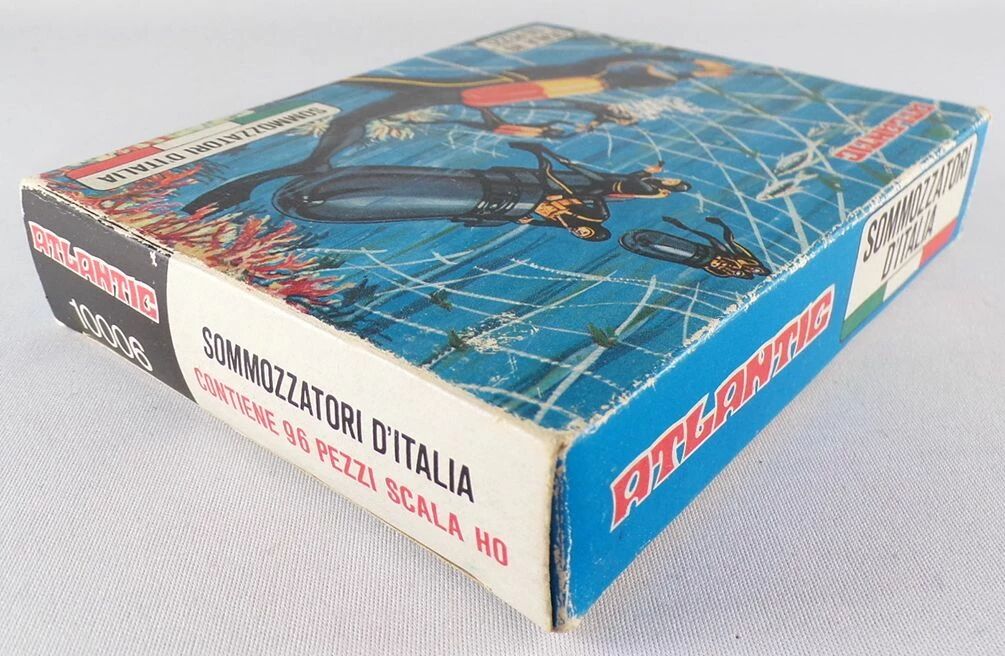 SOMMOZZATORI D'ITALIA
ATLANTIC
ATLANTIC
10006
SOMMOZZATORI D'ITALIA
CONTIENE 96 PEZZI SCALA HO
ATLANTIC
SOMMOZZATORI
D'ITALIA